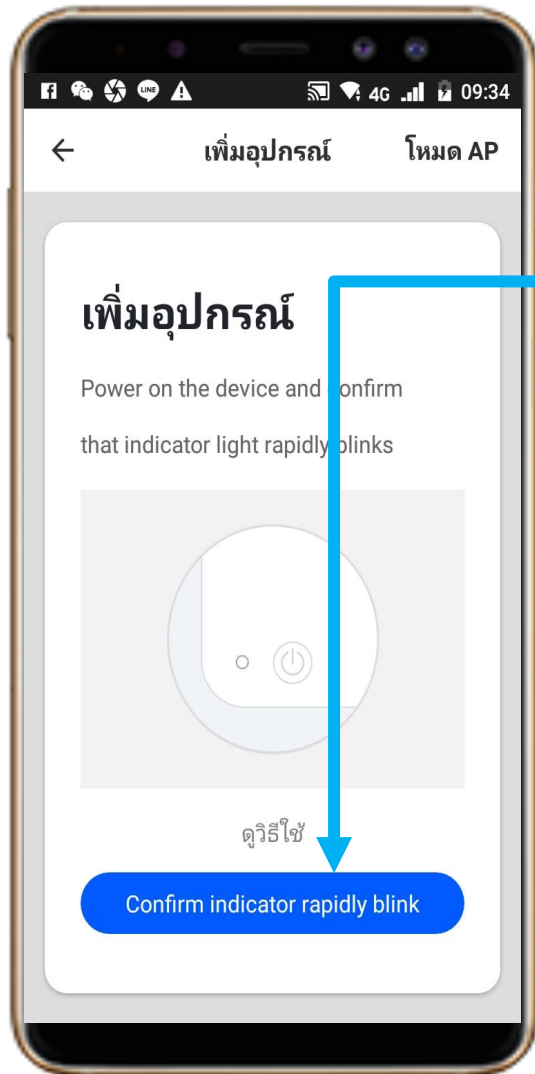 4G 09:34
เพิ่มอุปกรณ์ โหมด AP
เพิ่มอุปกรณ์
Power on the device and confirm
that indicator light rapidly blinks
ดูวิธีใช้
Confirm indicator rapidly blink